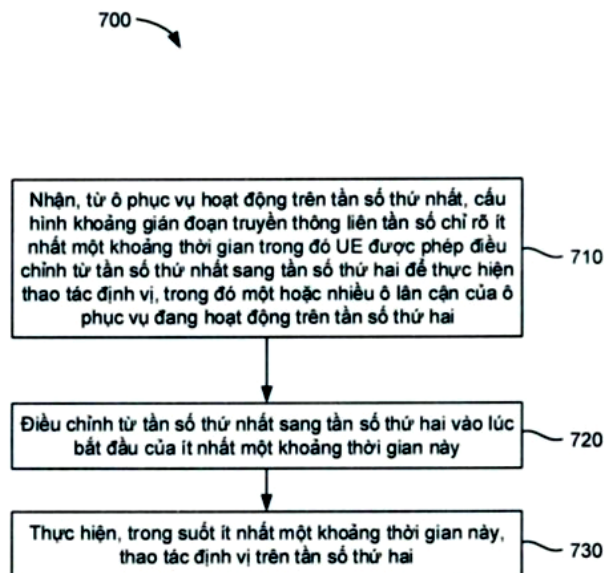 700
Nhận, từ ô phục vụ hoạt động trên tần số thứ nhất, cấu
hình khoảng gián đoạn truyền thông liên tần số chỉ rõ ít
nhất một khoảng thời gian trong đó UE được phép điều
chỉnh từ tần số thứ nhất sang tần số thứ hai để thực hiện
thao tác định vị, trong đó một hoặc nhiều ô lân cận của ô
phục vụ đang hoạt động trên tần số thứ hai
710
Điều chỉnh từ tần số thứ nhất sang tần số thứ hai vào lúc
bắt đầu của ít nhất một khoảng thời gian này
720
Thực hiện, trong suốt ít nhất một khoảng thời gian này,
thao tác định vị trên tần số thứ hai
730